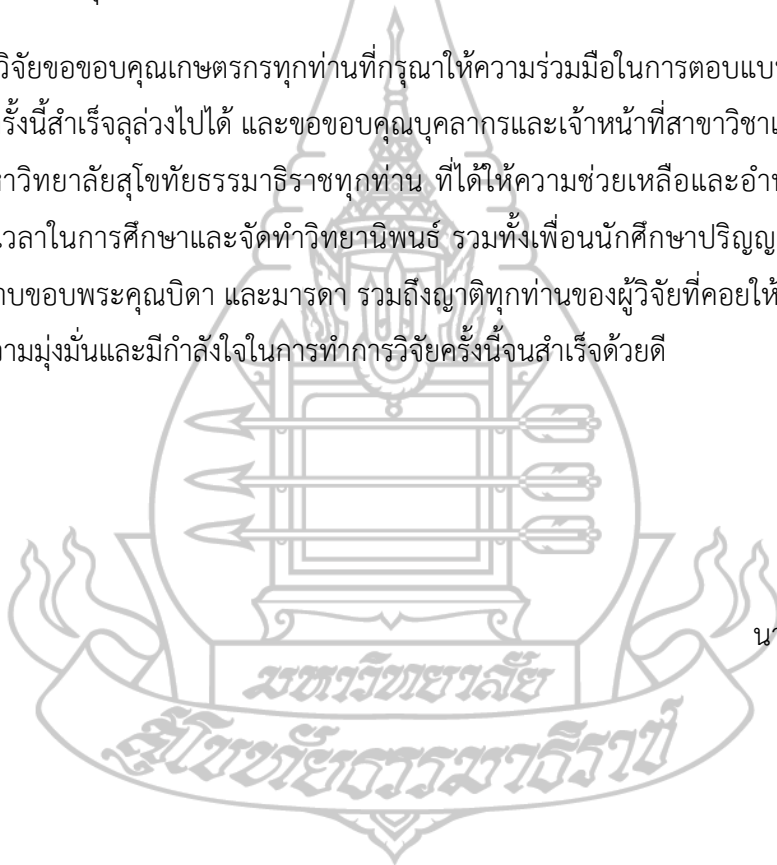 วิจัยขอขอบคุณเกษตรกรทุกท่านที่กรุณาให้ความร่วมมือในการตอบแบบ
รั้งนี้สำเร็จลุล่วงไปได้ และขอขอบคุณบุคลากรและเจ้าหน้าที่สาขาวิชาเ
หาวิทยาลัยสุโขทัยธรรมาธิราชทุกท่าน ที่ได้ให้ความช่วยเหลือและอำน
เวลาในการศึกษาและจัดทำวิทยานิพนธ์ รวมทั้งเพื่อนนักศึกษาปริญญ
าบขอบพระคุณบิดา และมารดา รวมถึงญาติทุกท่านของผู้วิจัยที่คอยให้
วามมุ่งมั่นและมีกำลังใจในการทำการวิจัยครั้งนี้จนสำเร็จด้วยดี
นา
มหาวิทยาลัย
สุโขทัยธรรมาธิราช